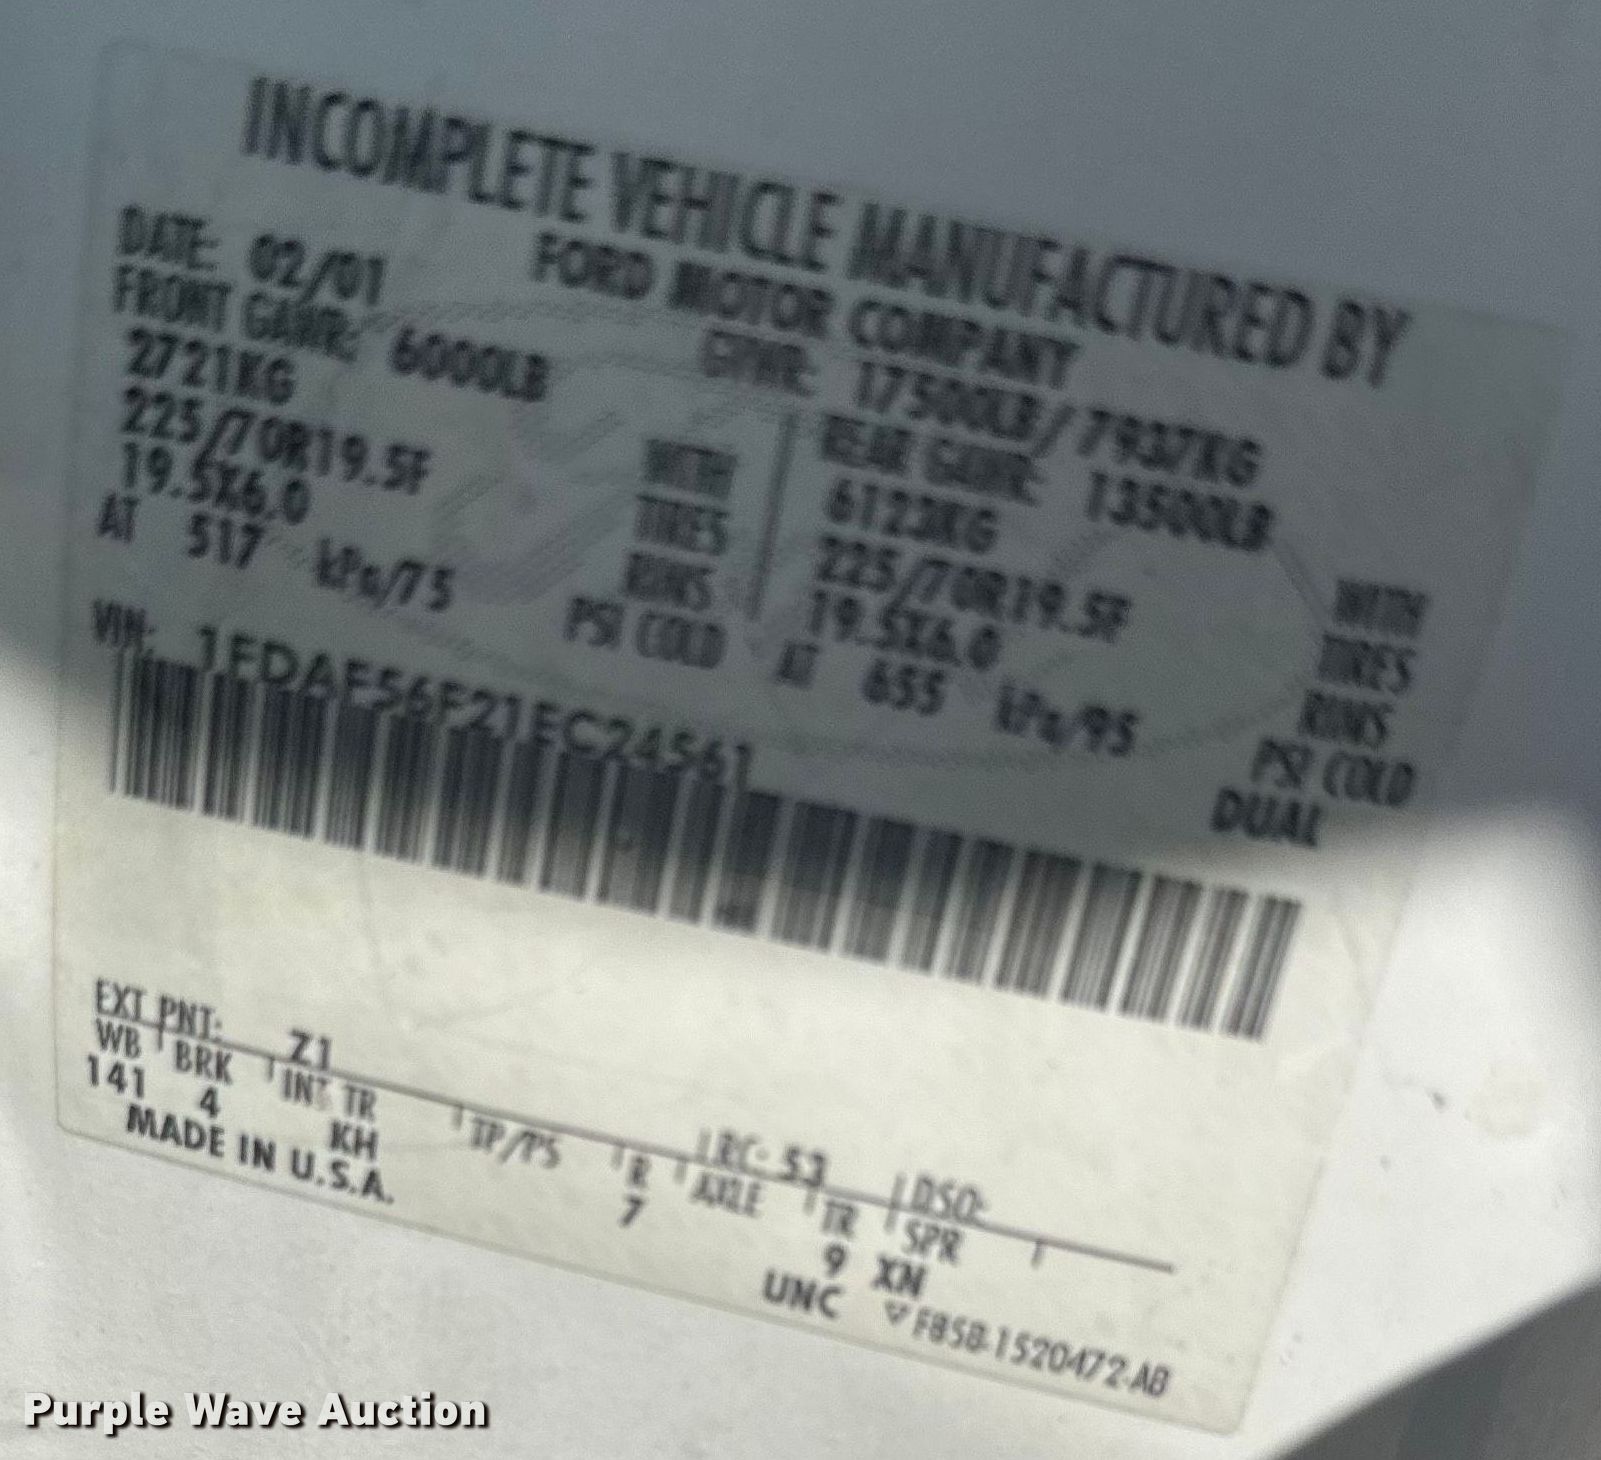 INCOMPLETE VEHICLE MANUFACTURED BY
FORD MOTOR COMPANY
DATE: 02/01 GVWR: 17500LB/ 7937KG
FRONT GAWR: 6000LB REAR GAWR: 13500LB
2721KG WITH 6123KG WITH
225/70R19.5F TIRES 225/70R19.5F TIRES
19.5X6.0 RIMS 19.5X6.0 RIMS
AT 517 kPa/75 PSI COLD AT 655 kPa/95 PSI COLD
DUAL
VIN: 1FDAF56F21EC24561
EXT PNT: Z1 RC: 53 DSO:
WB BRK INT TR TP/PS R AXLE TR SPR
141 4 KH 7 9 XN
MADE IN U.S.A. UNC
▽F85B-1520472-AB
Purple Wave Auction